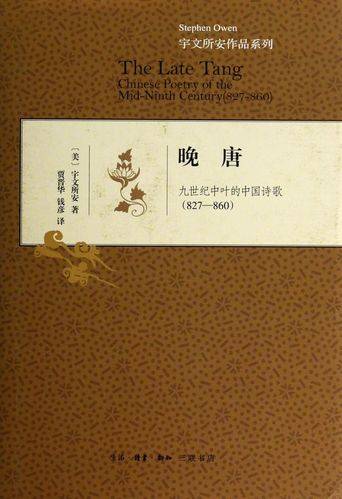 Stephen Owen
宇文所安作品系列
The Late Tang
Chinese Poetry of the
Mid-Ninth Century(827-860)
晚唐
九世纪中叶的中国诗歌
(827—860)
［美］宇文所安 著
贾晋华 钱彦 译
生活·讀書·新知 三联书店